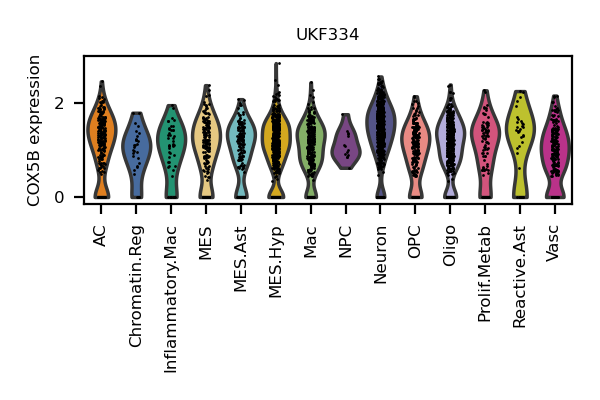 UKF334
COX5B expression
2
0
AC
Chromatin.Reg
Inflammatory.Mac
MES
MES.Ast
MES.Hyp
Mac
NPC
Neuron
OPC
Oligo
Prolif.Metab
Reactive.Ast
Vasc